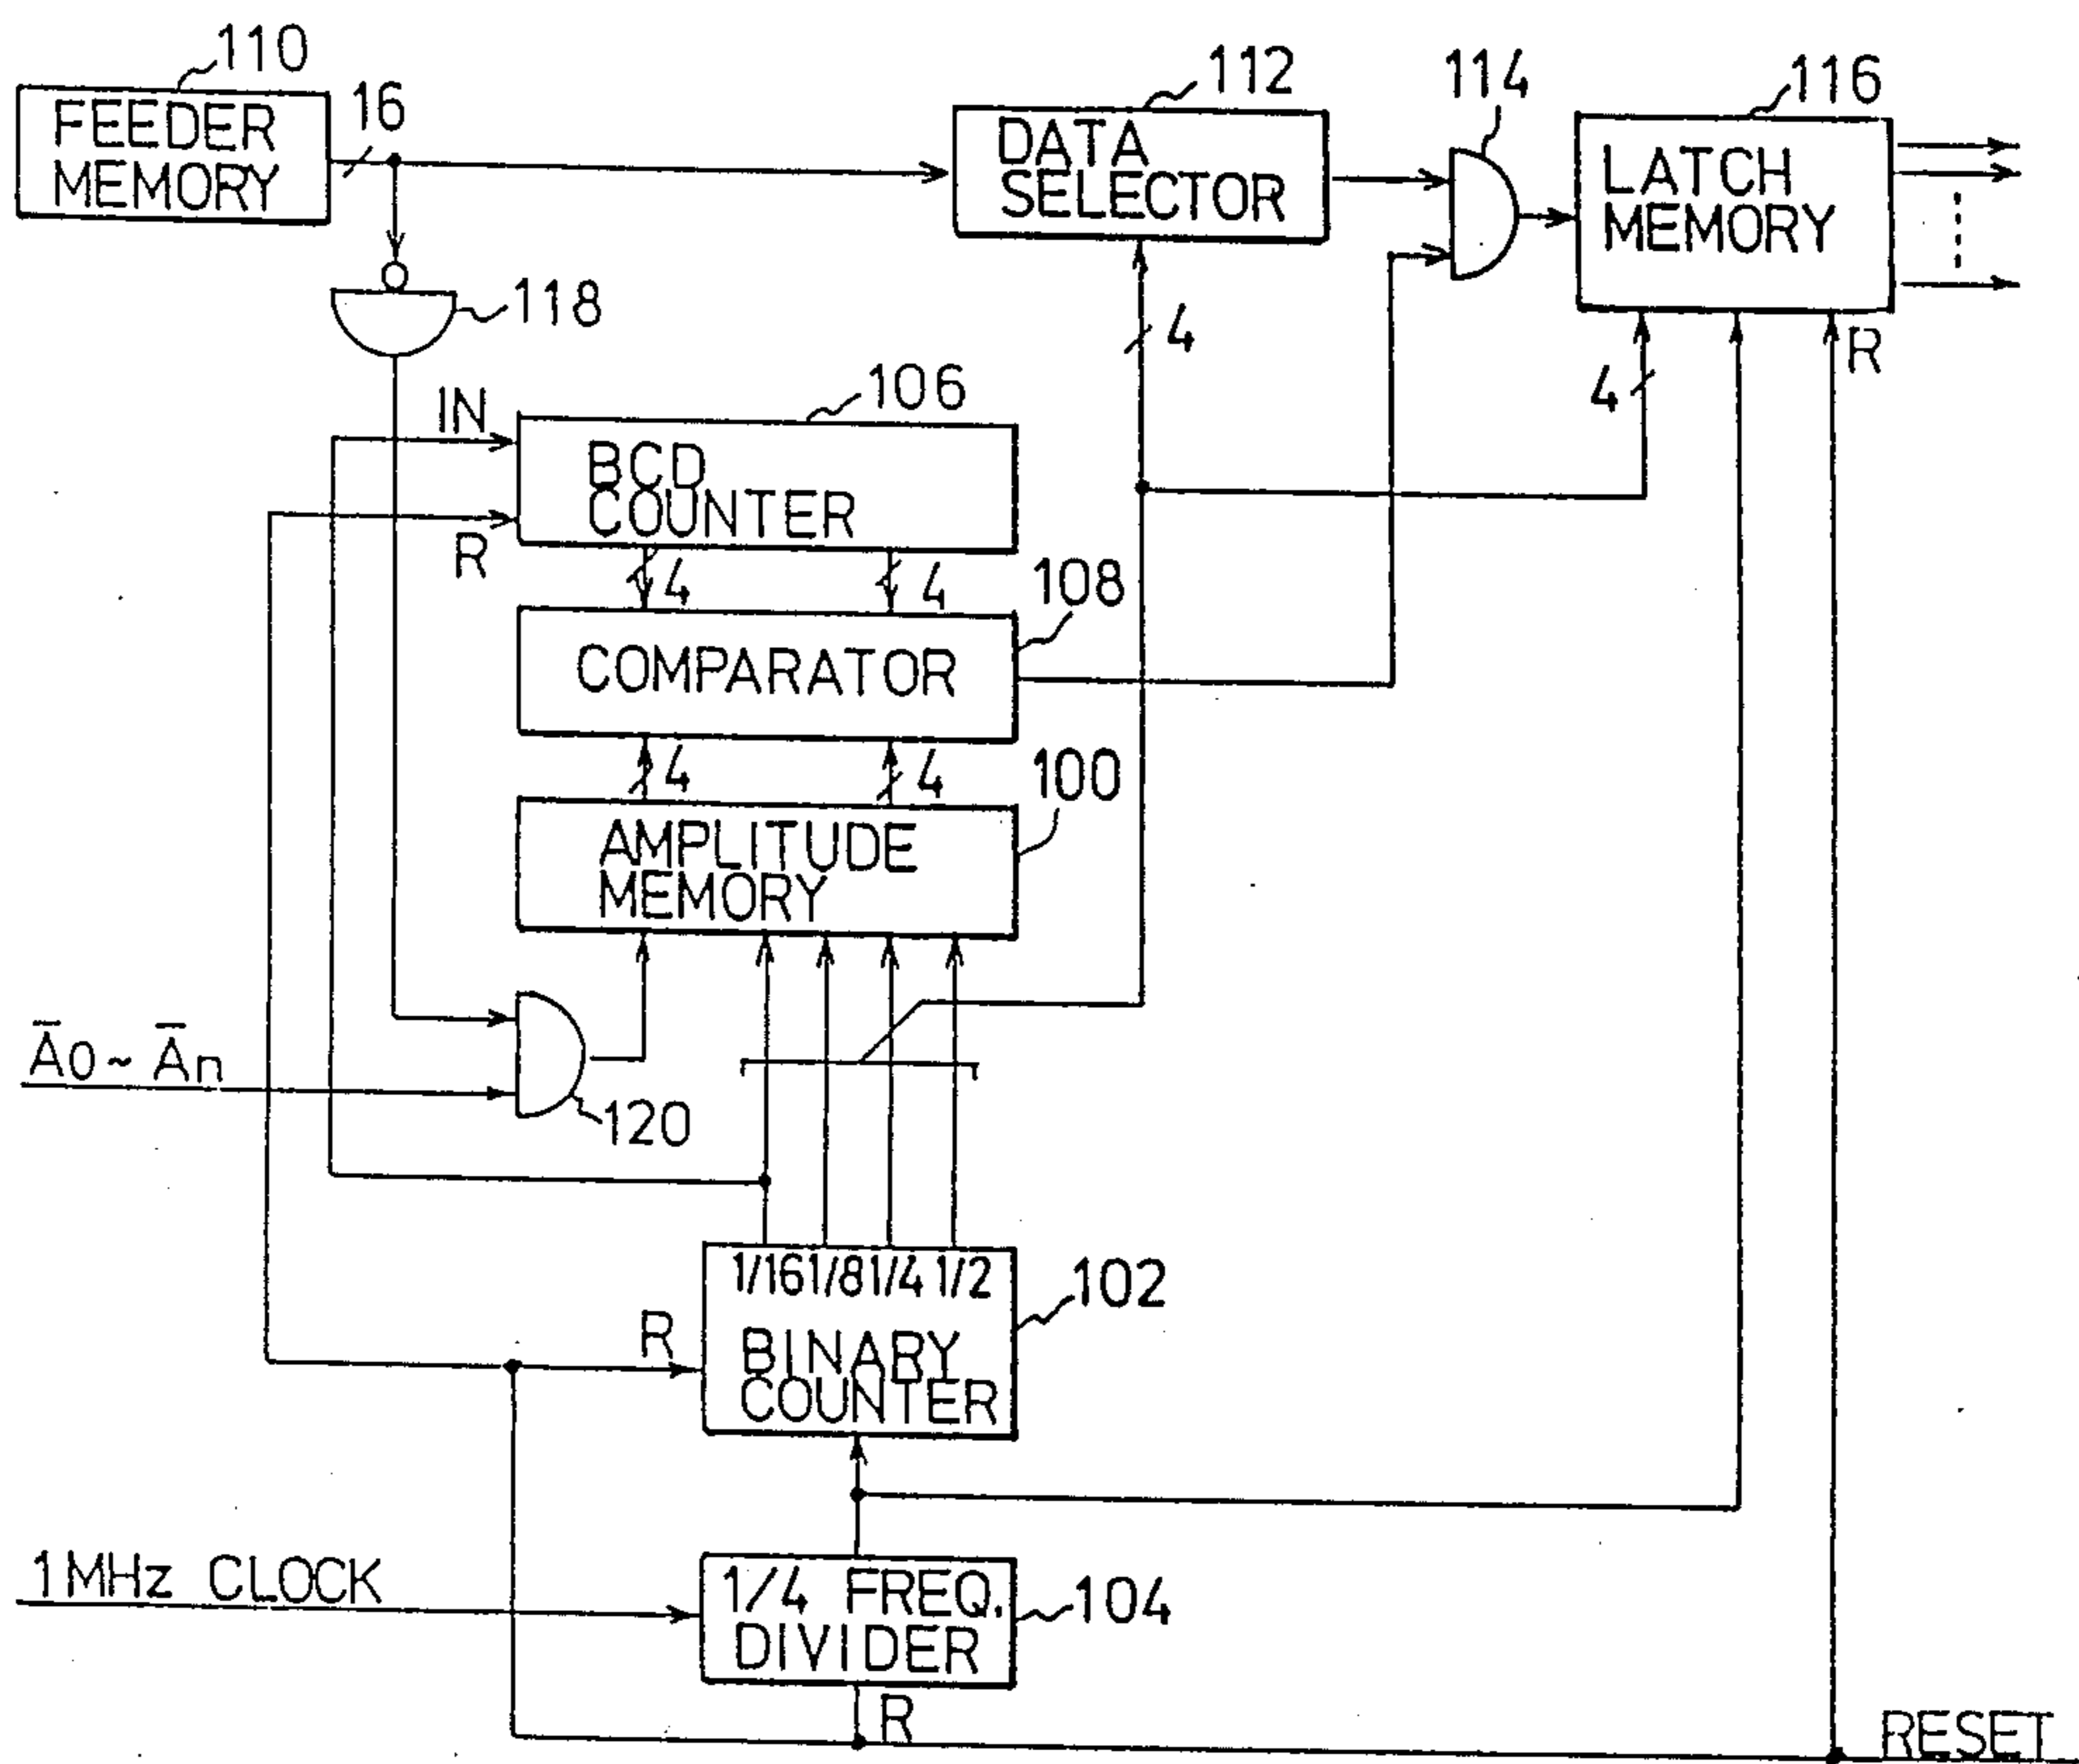 110
FEEDER
MEMORY
16
112
DATA
SELECTOR
114
116
LATCH
MEMORY
118
4
R
4
IN
106
BCD
COUNTER
R
4
4
108
COMPARATOR
4
4
100
AMPLITUDE
MEMORY
A̅0~A̅n
120
1/16 1/8 1/4 1/2
102
R
BINARY
COUNTER
1MHz CLOCK
1/4 FREQ.
DIVIDER
104
R
RESET